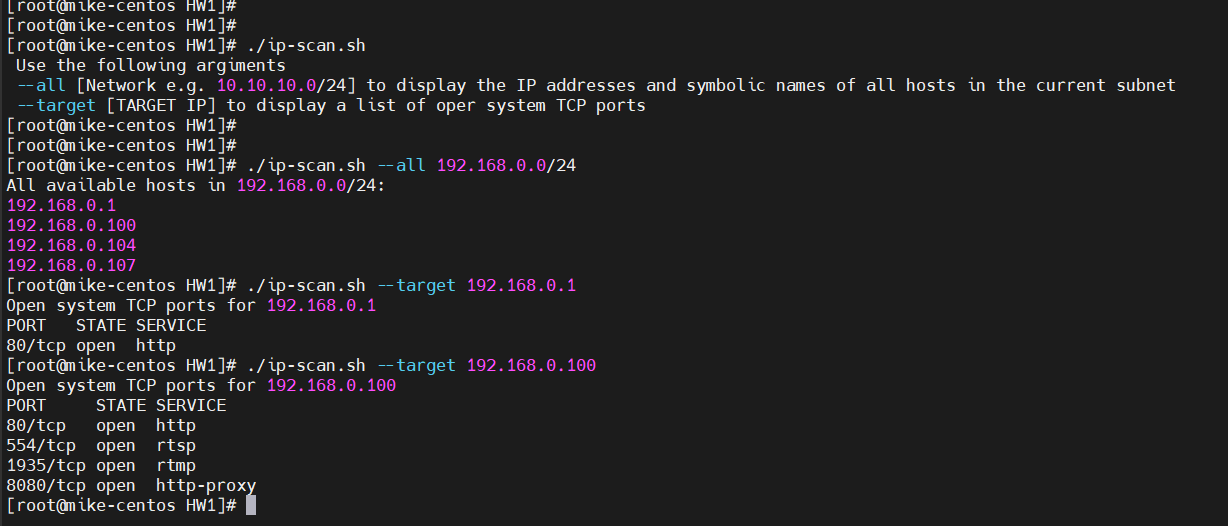 [root@mike-centos HW1]#
[root@mike-centos HW1]#
[root@mike-centos HW1]# ./ip-scan.sh
Use the following argiments
--all [Network e.g. 10.10.10.0/24] to display the IP addresses and symbolic names of all hosts in the current subnet
--target [TARGET IP] to display a list of oper system TCP ports
[root@mike-centos HW1]#
[root@mike-centos HW1]#
[root@mike-centos HW1]# ./ip-scan.sh --all 192.168.0.0/24
All available hosts in 192.168.0.0/24:
192.168.0.1
192.168.0.100
192.168.0.104
192.168.0.107
[root@mike-centos HW1]# ./ip-scan.sh --target 192.168.0.1
Open system TCP ports for 192.168.0.1
PORT   STATE SERVICE
80/tcp open  http
[root@mike-centos HW1]# ./ip-scan.sh --target 192.168.0.100
Open system TCP ports for 192.168.0.100
PORT     STATE SERVICE
80/tcp   open  http
554/tcp  open  rtsp
1935/tcp open  rtmp
8080/tcp open  http-proxy
[root@mike-centos HW1]#